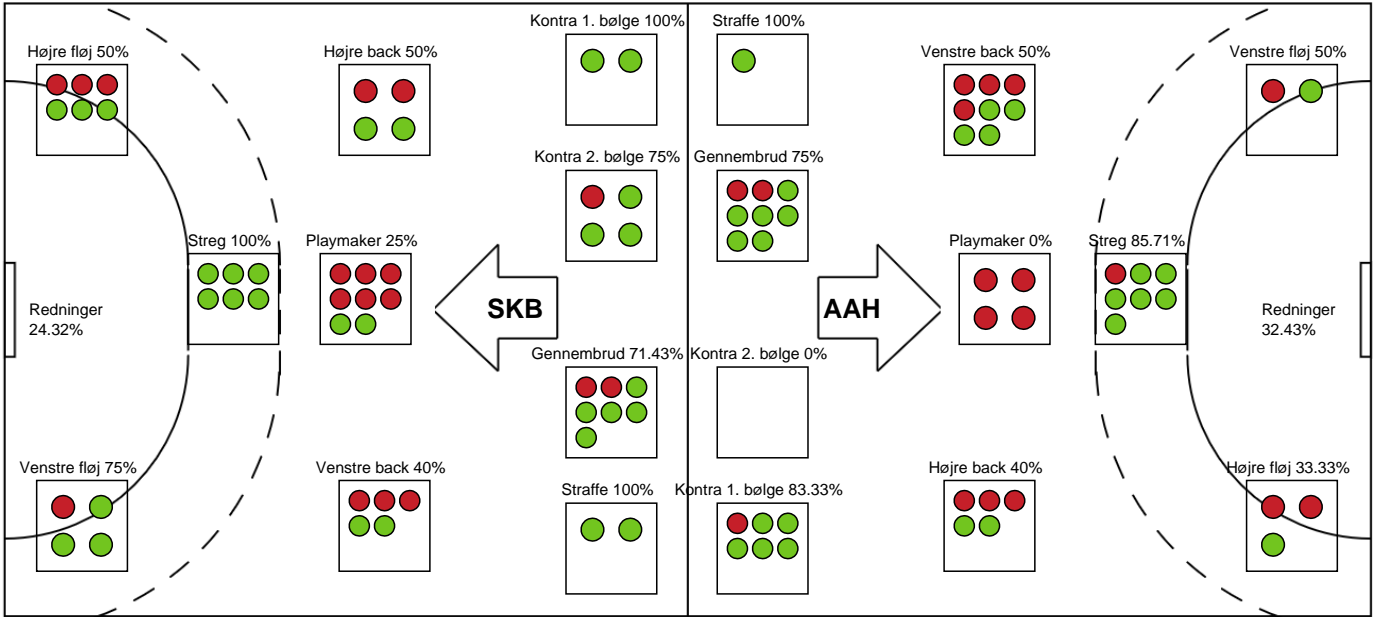 Kontra 1. bølge 100%
Straffe 100%
Højre fløj 50%
Højre back 50%
Venstre back 50%
Venstre fløj 50%
Kontra 2. bølge 75%
Gennembrud 75%
Streg 100%
Playmaker 25%
Playmaker 0%
Streg 85.71%
Redninger
24.32%
SKB
AAH
Redninger
32.43%
Gennembrud 71.43%
Kontra 2. bølge 0%
Venstre fløj 75%
Venstre back 40%
Straffe 100%
Kontra 1. bølge 83.33%
Højre back 40%
Højre fløj 33.33%